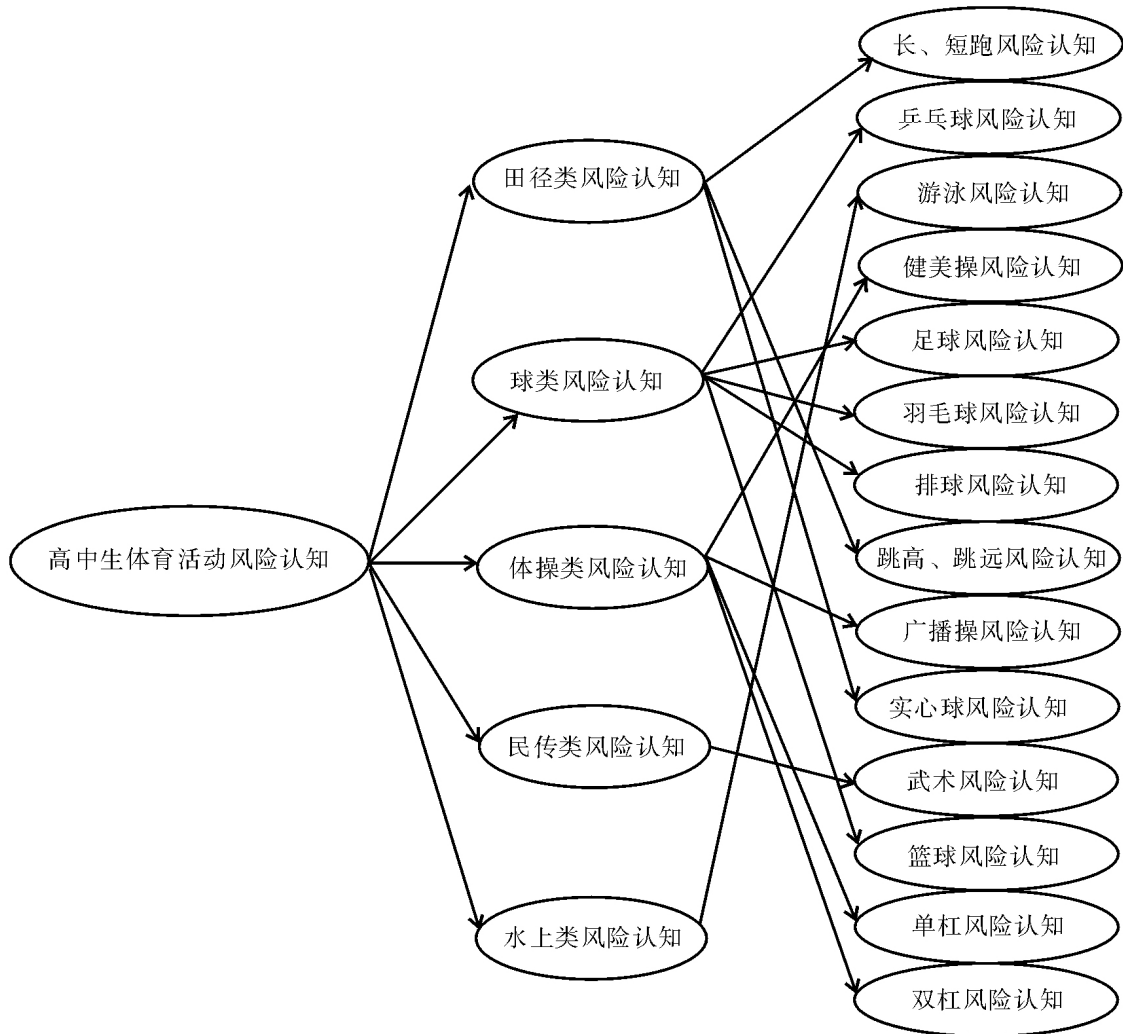 高中生体育活动风险认知
田径类风险认知
球类风险认知
体操类风险认知
民传类风险认知
水上类风险认知
长、短跑风险认知
乒乓球风险认知
游泳风险认知
健美操风险认知
足球风险认知
羽毛球风险认知
排球风险认知
跳高、跳远风险认知
广播操风险认知
实心球风险认知
武术风险认知
篮球风险认知
单杠风险认知
双杠风险认知